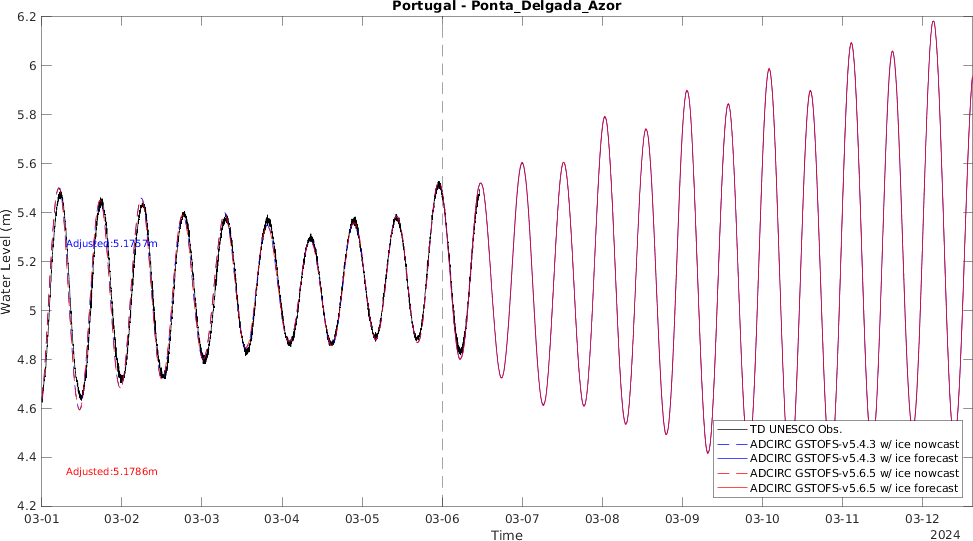 Portugal - Ponta_Delgada_Azor
Water Level (m)
6.2
6
5.8
5.6
5.4
5.2
5
4.8
4.6
4.4
4.2
Adjusted:5.1757m
Adjusted:5.1786m
TD UNESCO Obs.
ADCIRC GSTOFS-v5.4.3 w/ ice nowcast
ADCIRC GSTOFS-v5.4.3 w/ ice forecast
ADCIRC GSTOFS-v5.6.5 w/ ice nowcast
ADCIRC GSTOFS-v5.6.5 w/ ice forecast
03-01 03-02 03-03 03-04 03-05 03-06 03-07 03-08 03-09 03-10 03-11 03-12
2024
Time